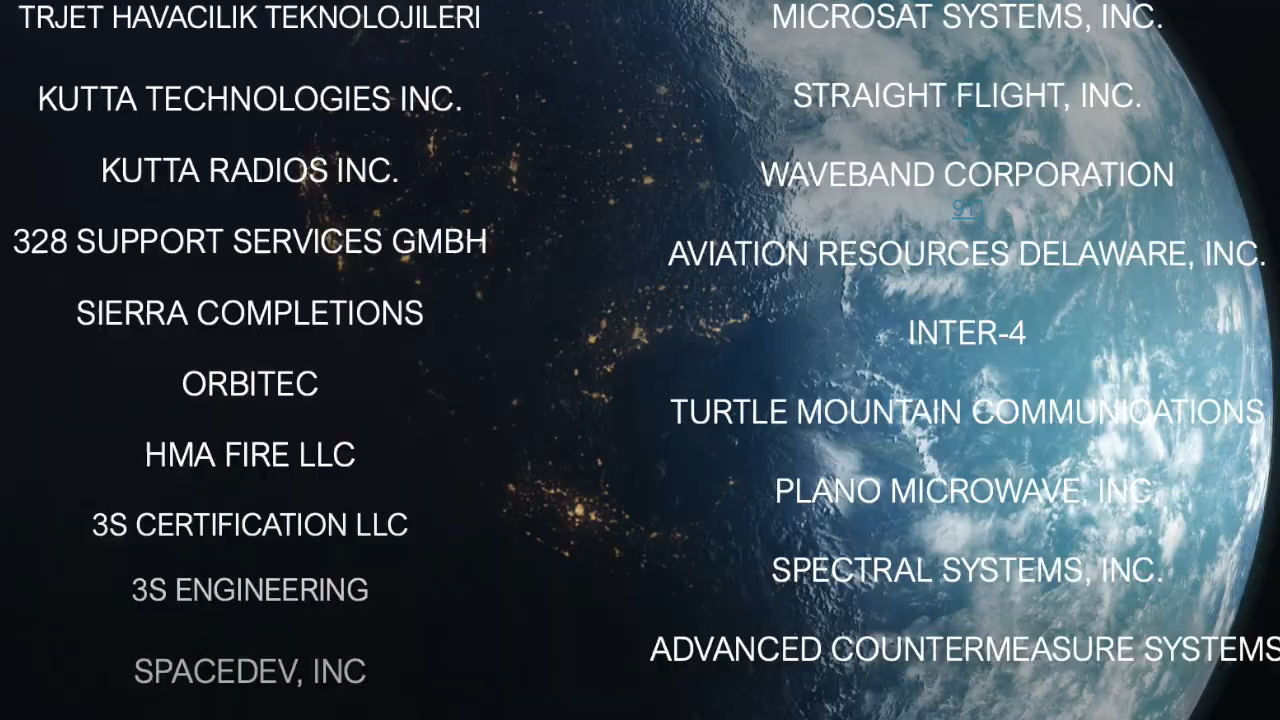 TRJET HAVACILIK TEKNOLOJILERI
KUTTA TECHNOLOGIES INC.
KUTTA RADIOS INC.
328 SUPPORT SERVICES GMBH
SIERRA COMPLETIONS
ORBITEC
HMA FIRE LLC
3S CERTIFICATION LLC
3S ENGINEERING
SPACEDEV, INC
MICROSAT SYSTEMS, INC.
STRAIGHT FLIGHT, INC.
WAVEBAND CORPORATION
AVIATION RESOURCES DELAWARE, INC.
INTER-4
TURTLE MOUNTAIN COMMUNICATIONS
PLANO MICROWAVE, INC.
SPECTRAL SYSTEMS, INC.
ADVANCED COUNTERMEASURE SYSTEMS